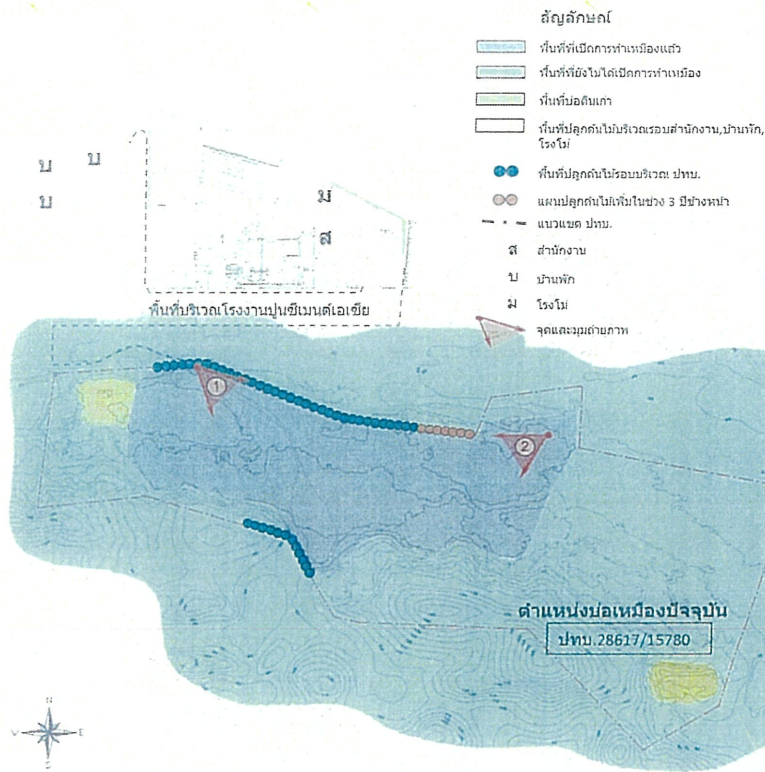 สัญลักษณ์
พื้นที่ที่เปิดการทำเหมืองแล้ว
พื้นที่ที่ยังไม่ได้เปิดการทำเหมือง
พื้นที่บ่อดินเก่า
พื้นที่ปลูกต้นไม้บริเวณรอบสำนักงาน,บ้านพัก,
โรงโม่
พื้นที่ปลูกต้นไม้รอบบริเวณ ปทบ.
แผนปลูกต้นไม้เพิ่มในช่วง 3 ปีข้างหน้า
แนวเขต ปทบ.
ส สำนักงาน
บ บ้านพัก
ม โรงโม่
จุดและมุมถ่ายภาพ
บ บ
บ
ม
ส
พื้นที่บริเวณโรงงานปูนซีเมนต์เอเซีย
1
2
ตำแหน่งบ่อเหมืองปัจจุบัน
ปทบ.28617/15780
N
E
S